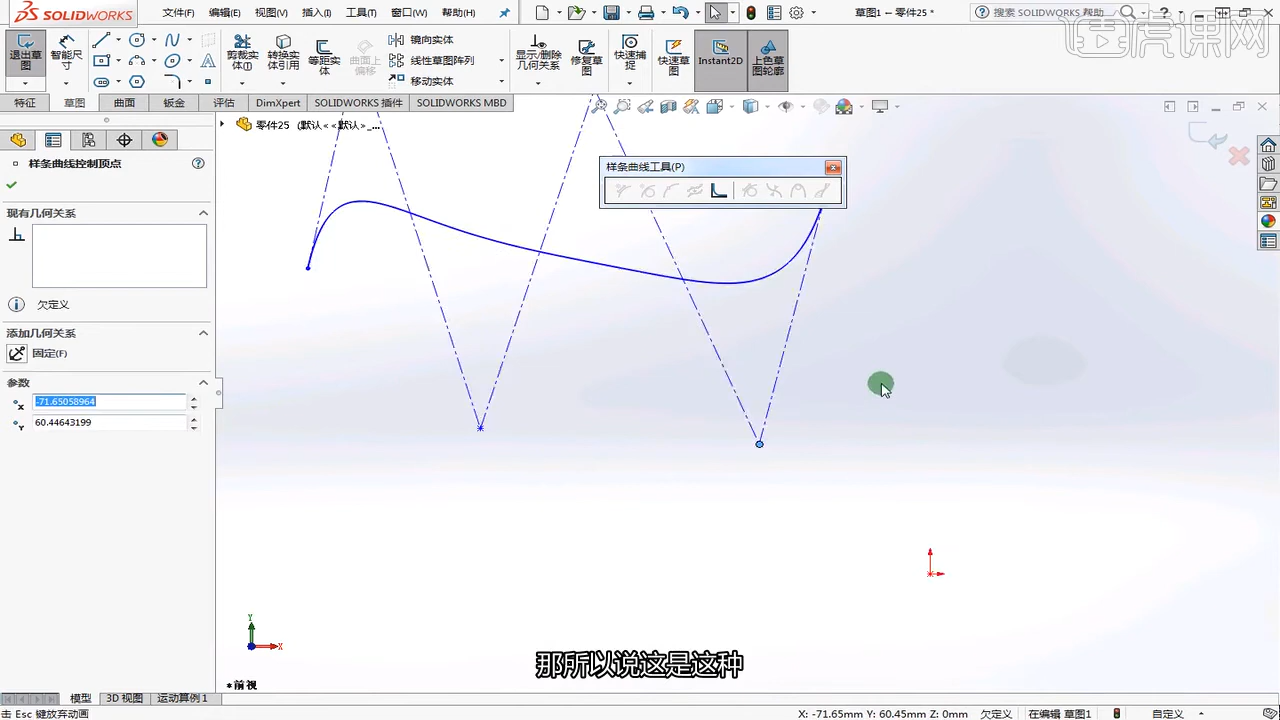 SOLIDWORKS
文件(F) 编辑(E) 视图(V) 插入(I) 工具(T) 窗口(W) 帮助(H)
草图1 ← 零件25 *
搜索 SOLIDWORKS 帮助
虎课网
退出草图
智能尺寸
剪裁实体(T)
转换实体引用
等距实体
曲面上偏移
镜向实体
线性草图阵列
移动实体
显示/删除几何关系
修复草图
快速捕捉
快速草图
Instant2D
上色草图轮廓
特征 草图 曲面 钣金 评估 DimXpert SOLIDWORKS 插件 SOLIDWORKS MBD
零件25 (默认<<默认>_...
样条曲线控制顶点
现有几何关系
欠定义
添加几何关系
固定(F)
参数
-71.65058964
60.44643199
样条曲线工具(P)
Y
X
*前视
那所以说这是这种
模型 3D 视图 运动算例 1
击 Esc 键放弃动画
X: -71.65mm Y: 60.45mm Z: 0mm 欠定义 在编辑 草图1 自定义